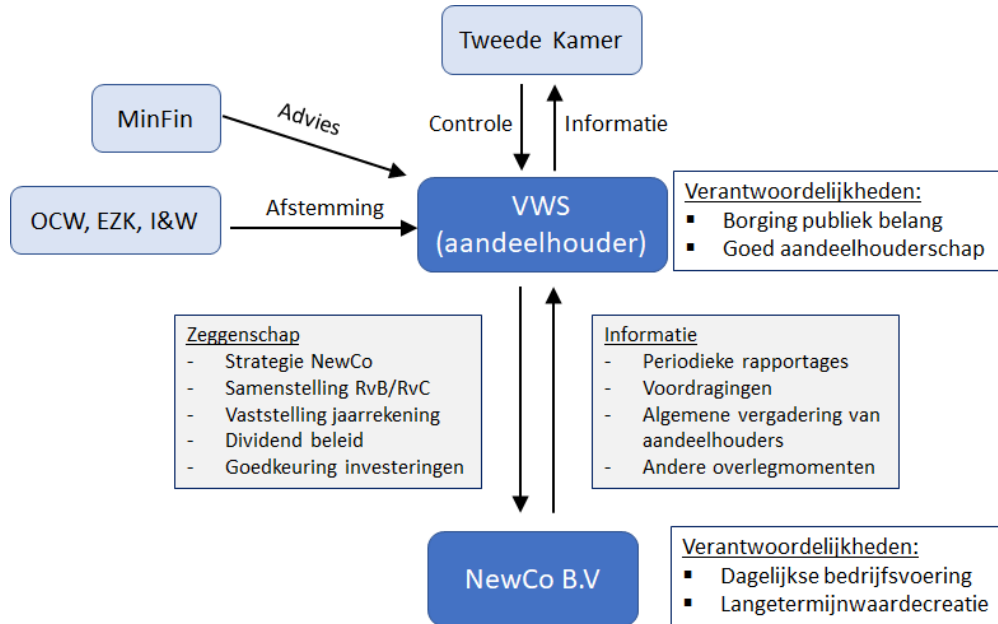 Tweede Kamer
MinFin
Advies
Controle
Informatie
OCW, EZK, I&W
Afstemming
VWS
(aandeelhouder)
Verantwoordelijkheden:
▪ Borging publiek belang
▪ Goed aandeelhouderschap
Zeggenschap
- Strategie NewCo
- Samenstelling RvB/RvC
- Vaststelling jaarrekening
- Dividend beleid
- Goedkeuring investeringen
Informatie
- Periodieke rapportages
- Voordragingen
- Algemene vergadering van
aandeelhouders
- Andere overlegmomenten
NewCo B.V
Verantwoordelijkheden:
▪ Dagelijkse bedrijfsvoering
▪ Langetermijnwaardecreatie